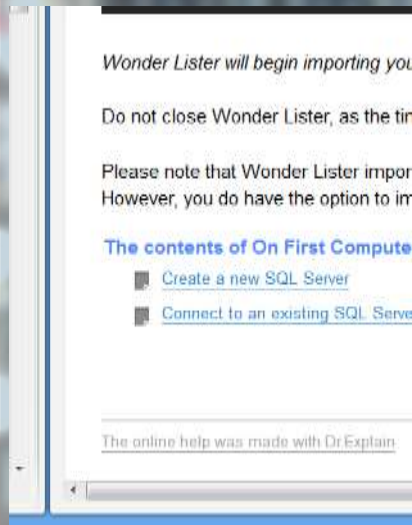 Wonder Lister will begin importing you
Do not close Wonder Lister, as the tin
Please note that Wonder Lister impor
However, you do have the option to im
The contents of On First Compute
Create a new SQL Server
Connect to an existing SQL Serve
The online help was made with Dr.Explain